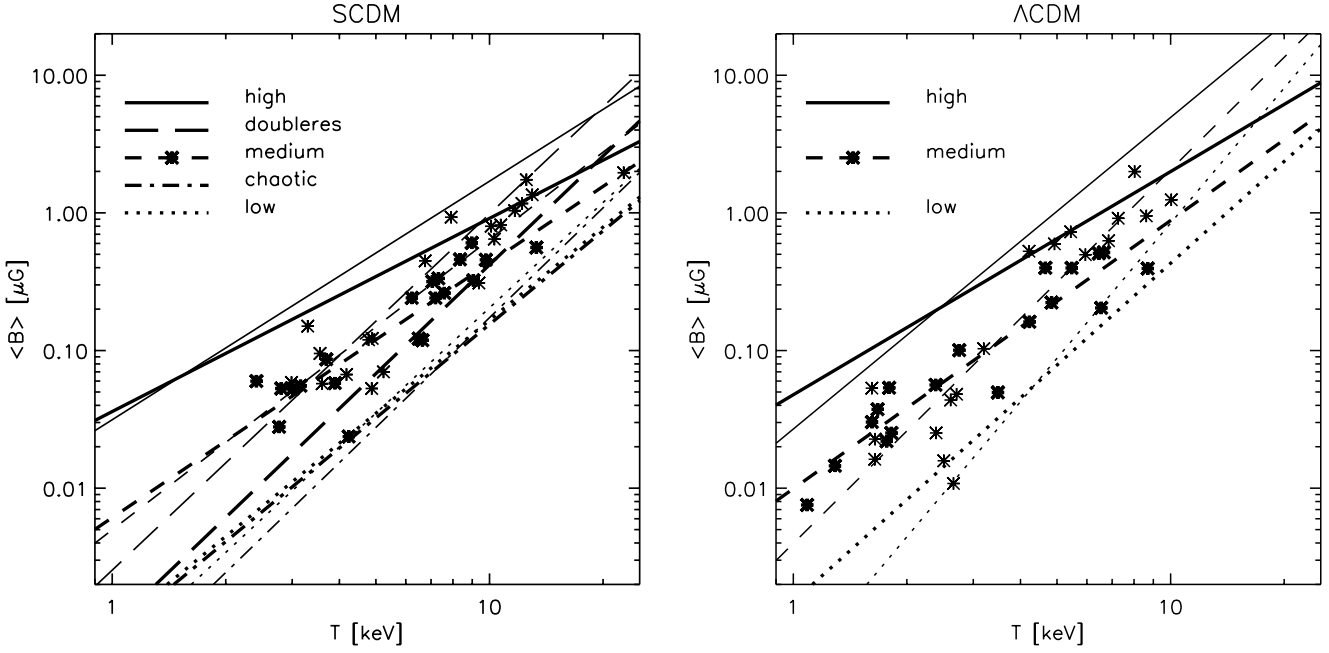 SCDM
10.00
1.00
0.10
0.01
<B> [μG]
high
doubleres
medium
chaotic
low
1
10
T [keV]
ΛCDM
10.00
1.00
0.10
0.01
<B> [μG]
high
medium
low
1
10
T [keV]